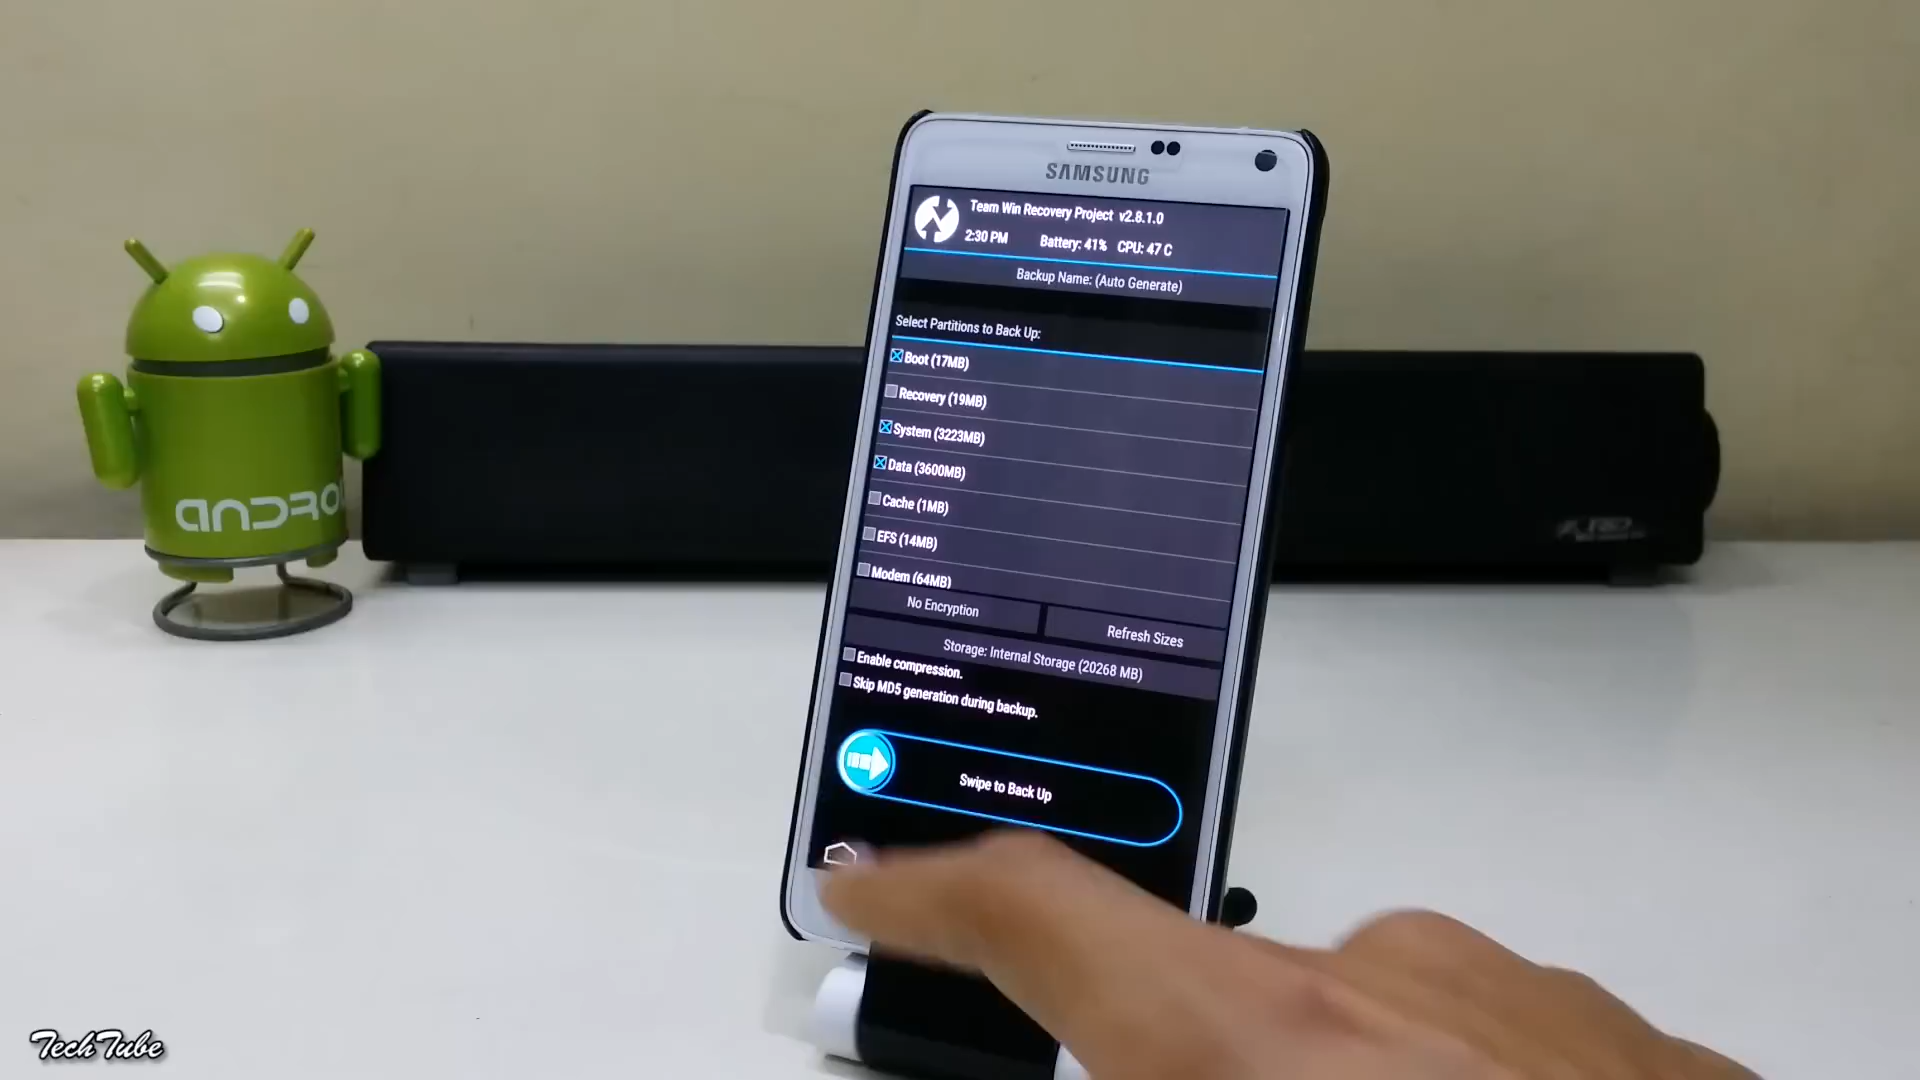 SAMSUNG
Team Win Recovery Project v2.8.1.0
2:30 PM Battery: 41% CPU: 47 C
Backup Name: (Auto Generate)
Select Partitions to Back Up:
Boot (17MB)
Recovery (19MB)
System (3223MB)
Data (3600MB)
Cache (1MB)
EFS (14MB)
Modem (64MB)
No Encryption
Refresh Sizes
Storage: Internal Storage (20268 MB)
Enable compression.
Skip MD5 generation during backup.
Swipe to Back Up
ANDRO
TechTube